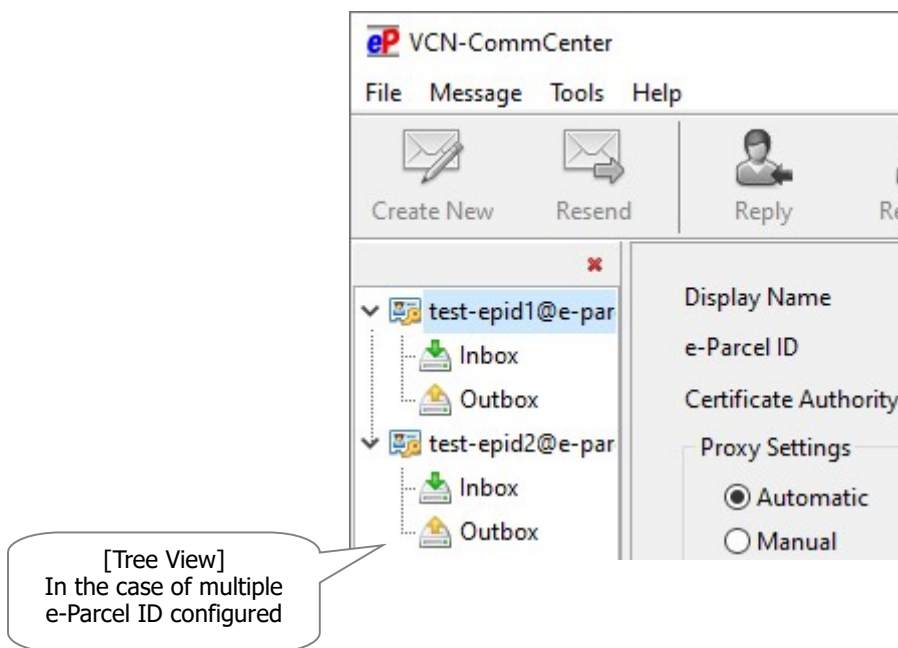 eP VCN-CommCenter
File Message Tools Help
Create New Resend Reply Re
test-epid1@e-par
Inbox
Outbox
test-epid2@e-par
Inbox
Outbox
Display Name
e-Parcel ID
Certificate Authority
Proxy Settings
Automatic
Manual
[Tree View]
In the case of multiple
e-Parcel ID configured